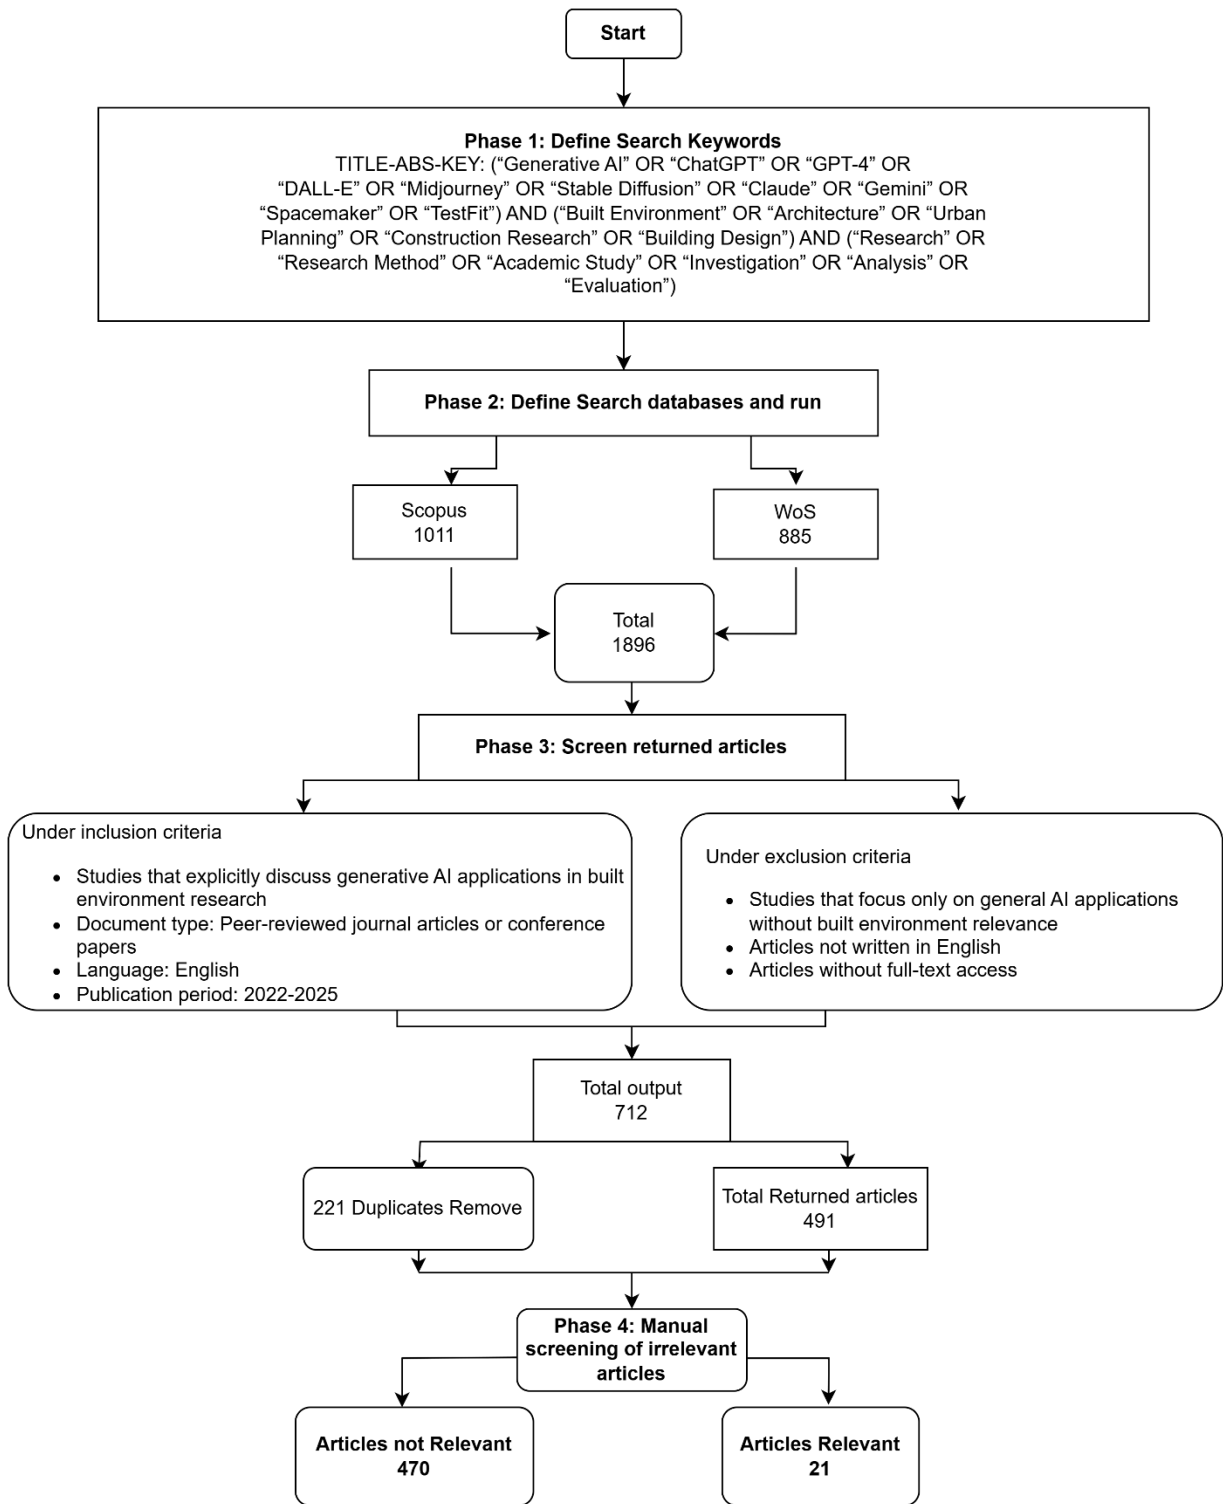 Start
Phase 1: Define Search Keywords
TITLE-ABS-KEY: (“Generative AI” OR “ChatGPT” OR “GPT-4” OR
“DALL-E” OR “Midjourney” OR “Stable Diffusion” OR “Claude” OR “Gemini” OR
“Spacemaker” OR “TestFit”) AND (“Built Environment” OR “Architecture” OR “Urban
Planning” OR “Construction Research” OR “Building Design”) AND (“Research” OR
“Research Method” OR “Academic Study” OR “Investigation” OR “Analysis” OR
“Evaluation”)
Phase 2: Define Search databases and run
Scopus
1011
WoS
885
Total
1896
Phase 3: Screen returned articles
Under inclusion criteria
• Studies that explicitly discuss generative AI applications in built
environment research
• Document type: Peer-reviewed journal articles or conference
papers
• Language: English
• Publication period: 2022-2025
Under exclusion criteria
• Studies that focus only on general AI applications
without built environment relevance
• Articles not written in English
• Articles without full-text access
Total output
712
221 Duplicates Remove
Total Returned articles
491
Phase 4: Manual
screening of irrelevant
articles
Articles not Relevant
470
Articles Relevant
21